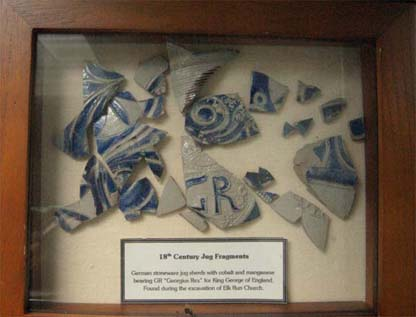 GR
18th Century Jug Fragments
German stoneware jug sherds with cobalt and manganese
bearing GR "Georgius Rex" for King George of England.
Found during the excavation of Elk Run Church.